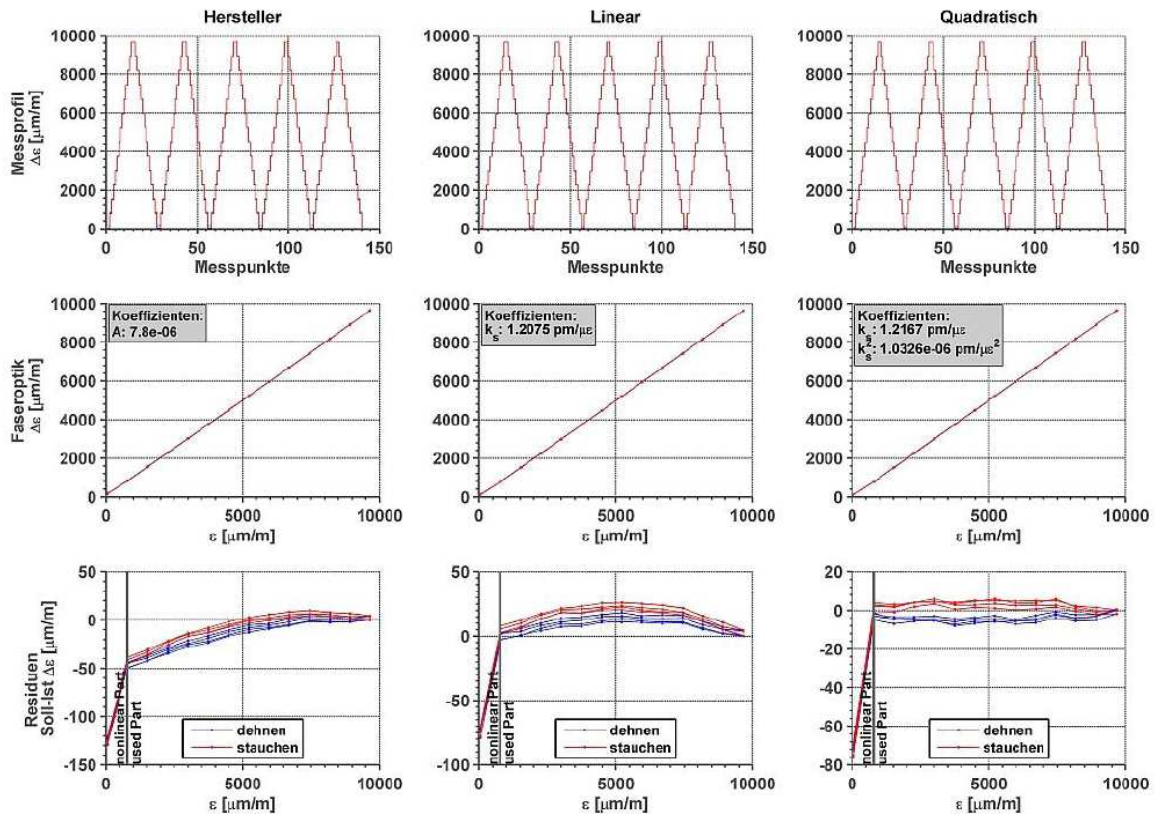 Hersteller
Linear
Quadratisch
Messprofil
Δε [μm/m]
10000
8000
6000
4000
2000
0
0
50
100
150
Messpunkte
10000
8000
6000
4000
2000
0
0
50
100
150
Messpunkte
10000
8000
6000
4000
2000
0
0
50
100
150
Messpunkte
Faseroptik
Δε [μm/m]
10000
8000
6000
4000
2000
0
Koeffizienten:
A: 7.8e-06
0
5000
10000
ε [μm/m]
10000
8000
6000
4000
2000
0
Koeffizienten:
k_s: 1.2075 pm/με
0
5000
10000
ε [μm/m]
10000
8000
6000
4000
2000
0
Koeffizienten:
k_s: 1.2167 pm/με
k_s²: 1.0326e-06 pm/με²
0
5000
10000
ε [μm/m]
Residuen
Soll-Ist Δε [μm/m]
50
0
-50
-100
-150
nonlinear Part
used Part
dehnen
stauchen
0
5000
10000
ε [μm/m]
50
0
-50
-100
nonlinear Part
used Part
dehnen
stauchen
0
5000
10000
ε [μm/m]
20
0
-20
-40
-60
-80
nonlinear Part
used Part
dehnen
stauchen
0
5000
10000
ε [μm/m]